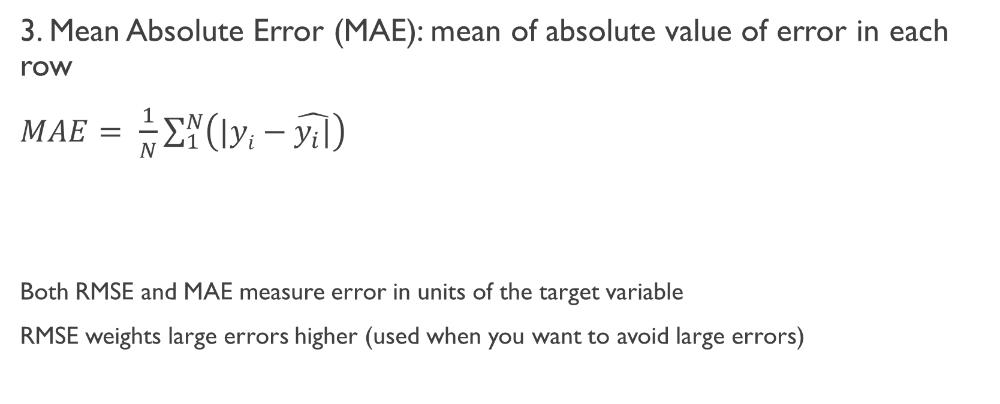 3. Mean Absolute Error (MAE): mean of absolute value of error in each
row
MAE = \frac{1}{N} \sum_{1}^{N} (|y_i - \widehat{y_i}|)
Both RMSE and MAE measure error in units of the target variable
RMSE weights large errors higher (used when you want to avoid large errors)